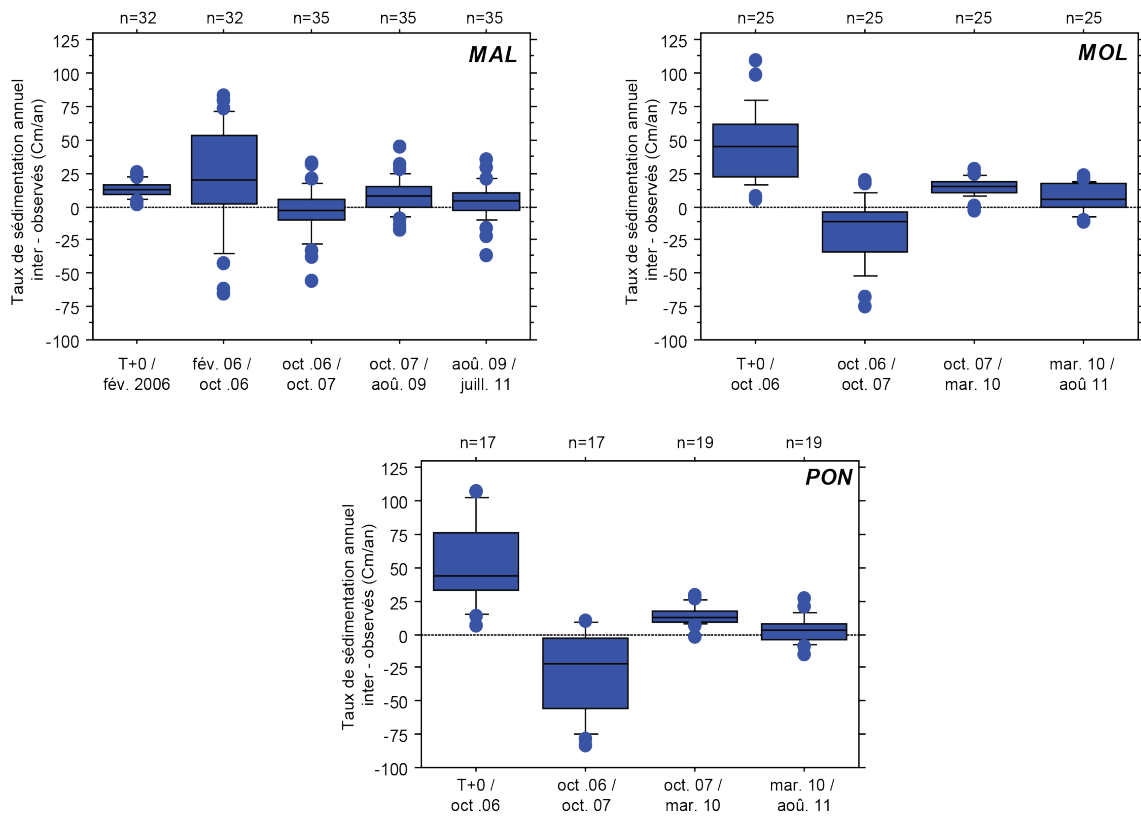 n=32 n=32 n=35 n=35 n=35
MAL
Taux de sédimentation annuel
inter - observés (Cm/an)
125
100
75
50
25
0
-25
-50
-75
-100
T+0 / fév. 06 / oct .06 / oct. 07 / aoû. 09 /
fév. 2006 oct .06 oct. 07 aoû. 09 juill. 11
n=25 n=25 n=25 n=25
MOL
Taux de sédimentation annuel
inter - observés (Cm/an)
125
100
75
50
25
0
-25
-50
-75
-100
T+0 / oct .06 / oct. 07 / mar. 10 /
oct .06 oct. 07 mar. 10 aoû 11
n=17 n=17 n=19 n=19
PON
Taux de sédimentation annuel
inter - observés (Cm/an)
125
100
75
50
25
0
-25
-50
-75
-100
T+0 / oct .06 / oct. 07 / mar. 10 /
oct .06 oct. 07 mar. 10 aoû. 11